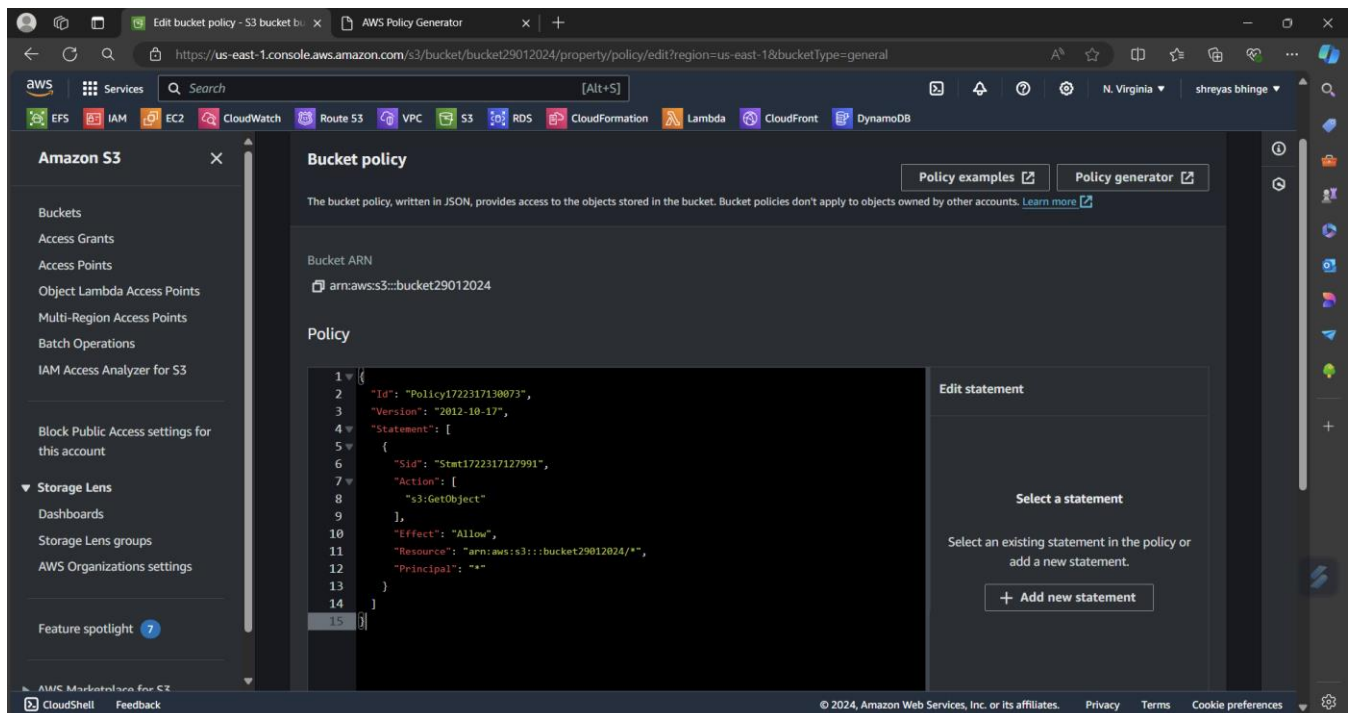 Edit bucket policy - S3 bucket bu
AWS Policy Generator
https://us-east-1.console.aws.amazon.com/s3/bucket/bucket29012024/property/policy/edit?region=us-east-1&bucketType=general
aws
Services
Search
[Alt+S]
N. Virginia
shreyas bhinge
EFS
IAM
EC2
CloudWatch
Route 53
VPC
S3
RDS
CloudFormation
Lambda
CloudFront
DynamoDB
Amazon S3
Buckets
Access Grants
Access Points
Object Lambda Access Points
Multi-Region Access Points
Batch Operations
IAM Access Analyzer for S3
Block Public Access settings for
this account
Storage Lens
Dashboards
Storage Lens groups
AWS Organizations settings
Feature spotlight 7
AWS Marketplace for S3
Bucket policy
Policy examples
Policy generator
The bucket policy, written in JSON, provides access to the objects stored in the bucket. Bucket policies don't apply to objects owned by other accounts. Learn more
Bucket ARN
arn:aws:s3:::bucket29012024
Policy
1 {
2 "Id": "Policy1722317130073",
3 "Version": "2012-10-17",
4 "Statement": [
5 {
6 "Sid": "Stmt1722317127991",
7 "Action": [
8 "s3:GetObject"
9 ],
10 "Effect": "Allow",
11 "Resource": "arn:aws:s3:::bucket29012024/*",
12 "Principal": "*"
13 }
14 ]
15 }
Edit statement
Select a statement
Select an existing statement in the policy or
add a new statement.
+ Add new statement
CloudShell
Feedback
© 2024, Amazon Web Services, Inc. or its affiliates.
Privacy
Terms
Cookie preferences